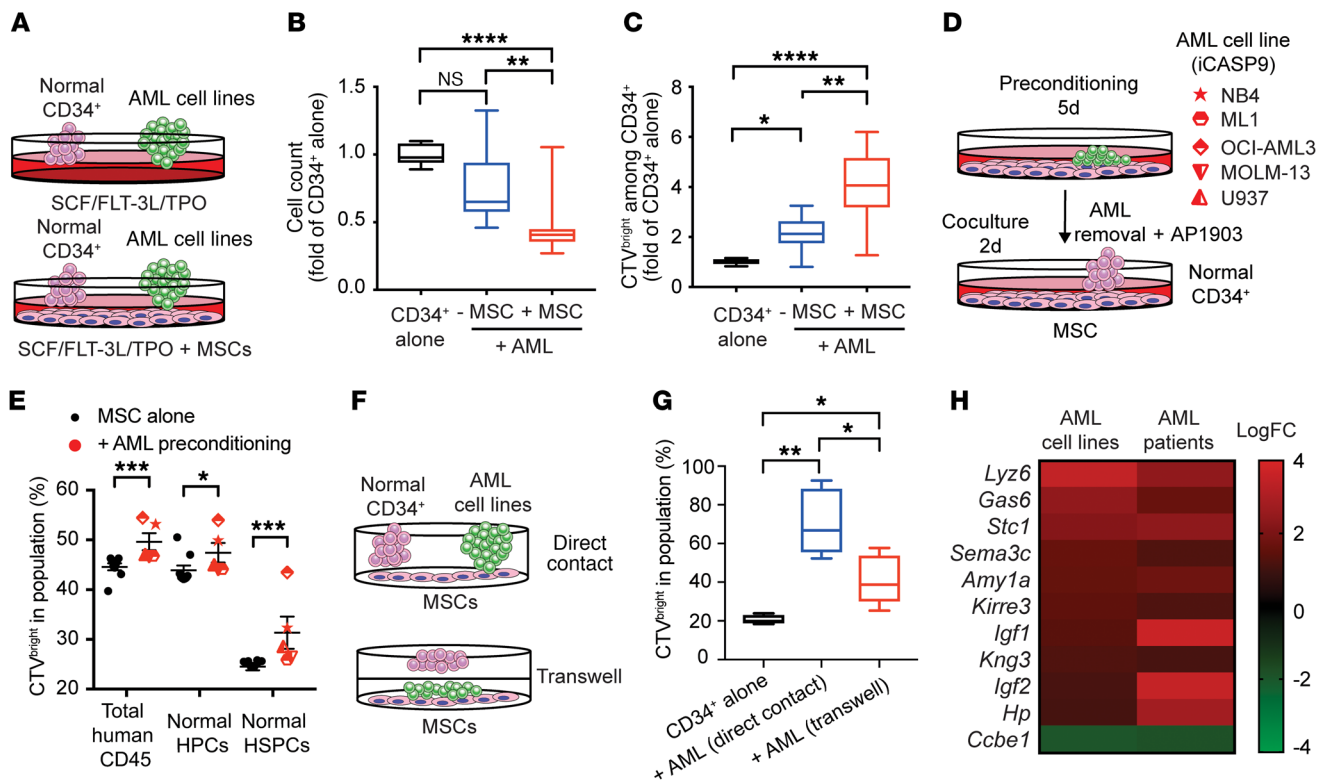 A
Normal
CD34⁺
AML cell lines
SCF/FLT-3L/TPO
Normal
CD34⁺
AML cell lines
SCF/FLT-3L/TPO + MSCs
B
Cell count
(fold of CD34⁺ alone)
1.5
1.0
0.5
0.0
****
**
NS
CD34⁺
alone
- MSC + MSC
+ AML
C
CTVbright among CD34⁺
(fold of CD34⁺ alone)
8
6
4
2
0
****
**
*
CD34⁺
alone
- MSC + MSC
+ AML
D
Preconditioning
5d
AML cell line
(iCASP9)
NB4
ML1
OCI-AML3
MOLM-13
U937
Coculture
2d
AML
removal + AP1903
Normal
CD34⁺
MSC
E
MSC alone
+ AML preconditioning
CTVbright in population (%)
60
50
40
30
20
***
*
***
Total
human
CD45
Normal
HPCs
Normal
HSPCs
F
Normal
CD34⁺
AML
cell lines
Direct
contact
MSCs
Transwell
MSCs
G
CTVbright in population (%)
100
80
60
40
20
0
*
*
**
CD34⁺ alone
+ AML (direct contact)
+ AML (transwell)
H
AML
cell lines
AML
patients
LogFC
Lyz6
Gas6
Stc1
Sema3c
Amy1a
Kirre3
Igf1
Kng3
Igf2
Hp
Ccbe1
4
2
0
-2
-4